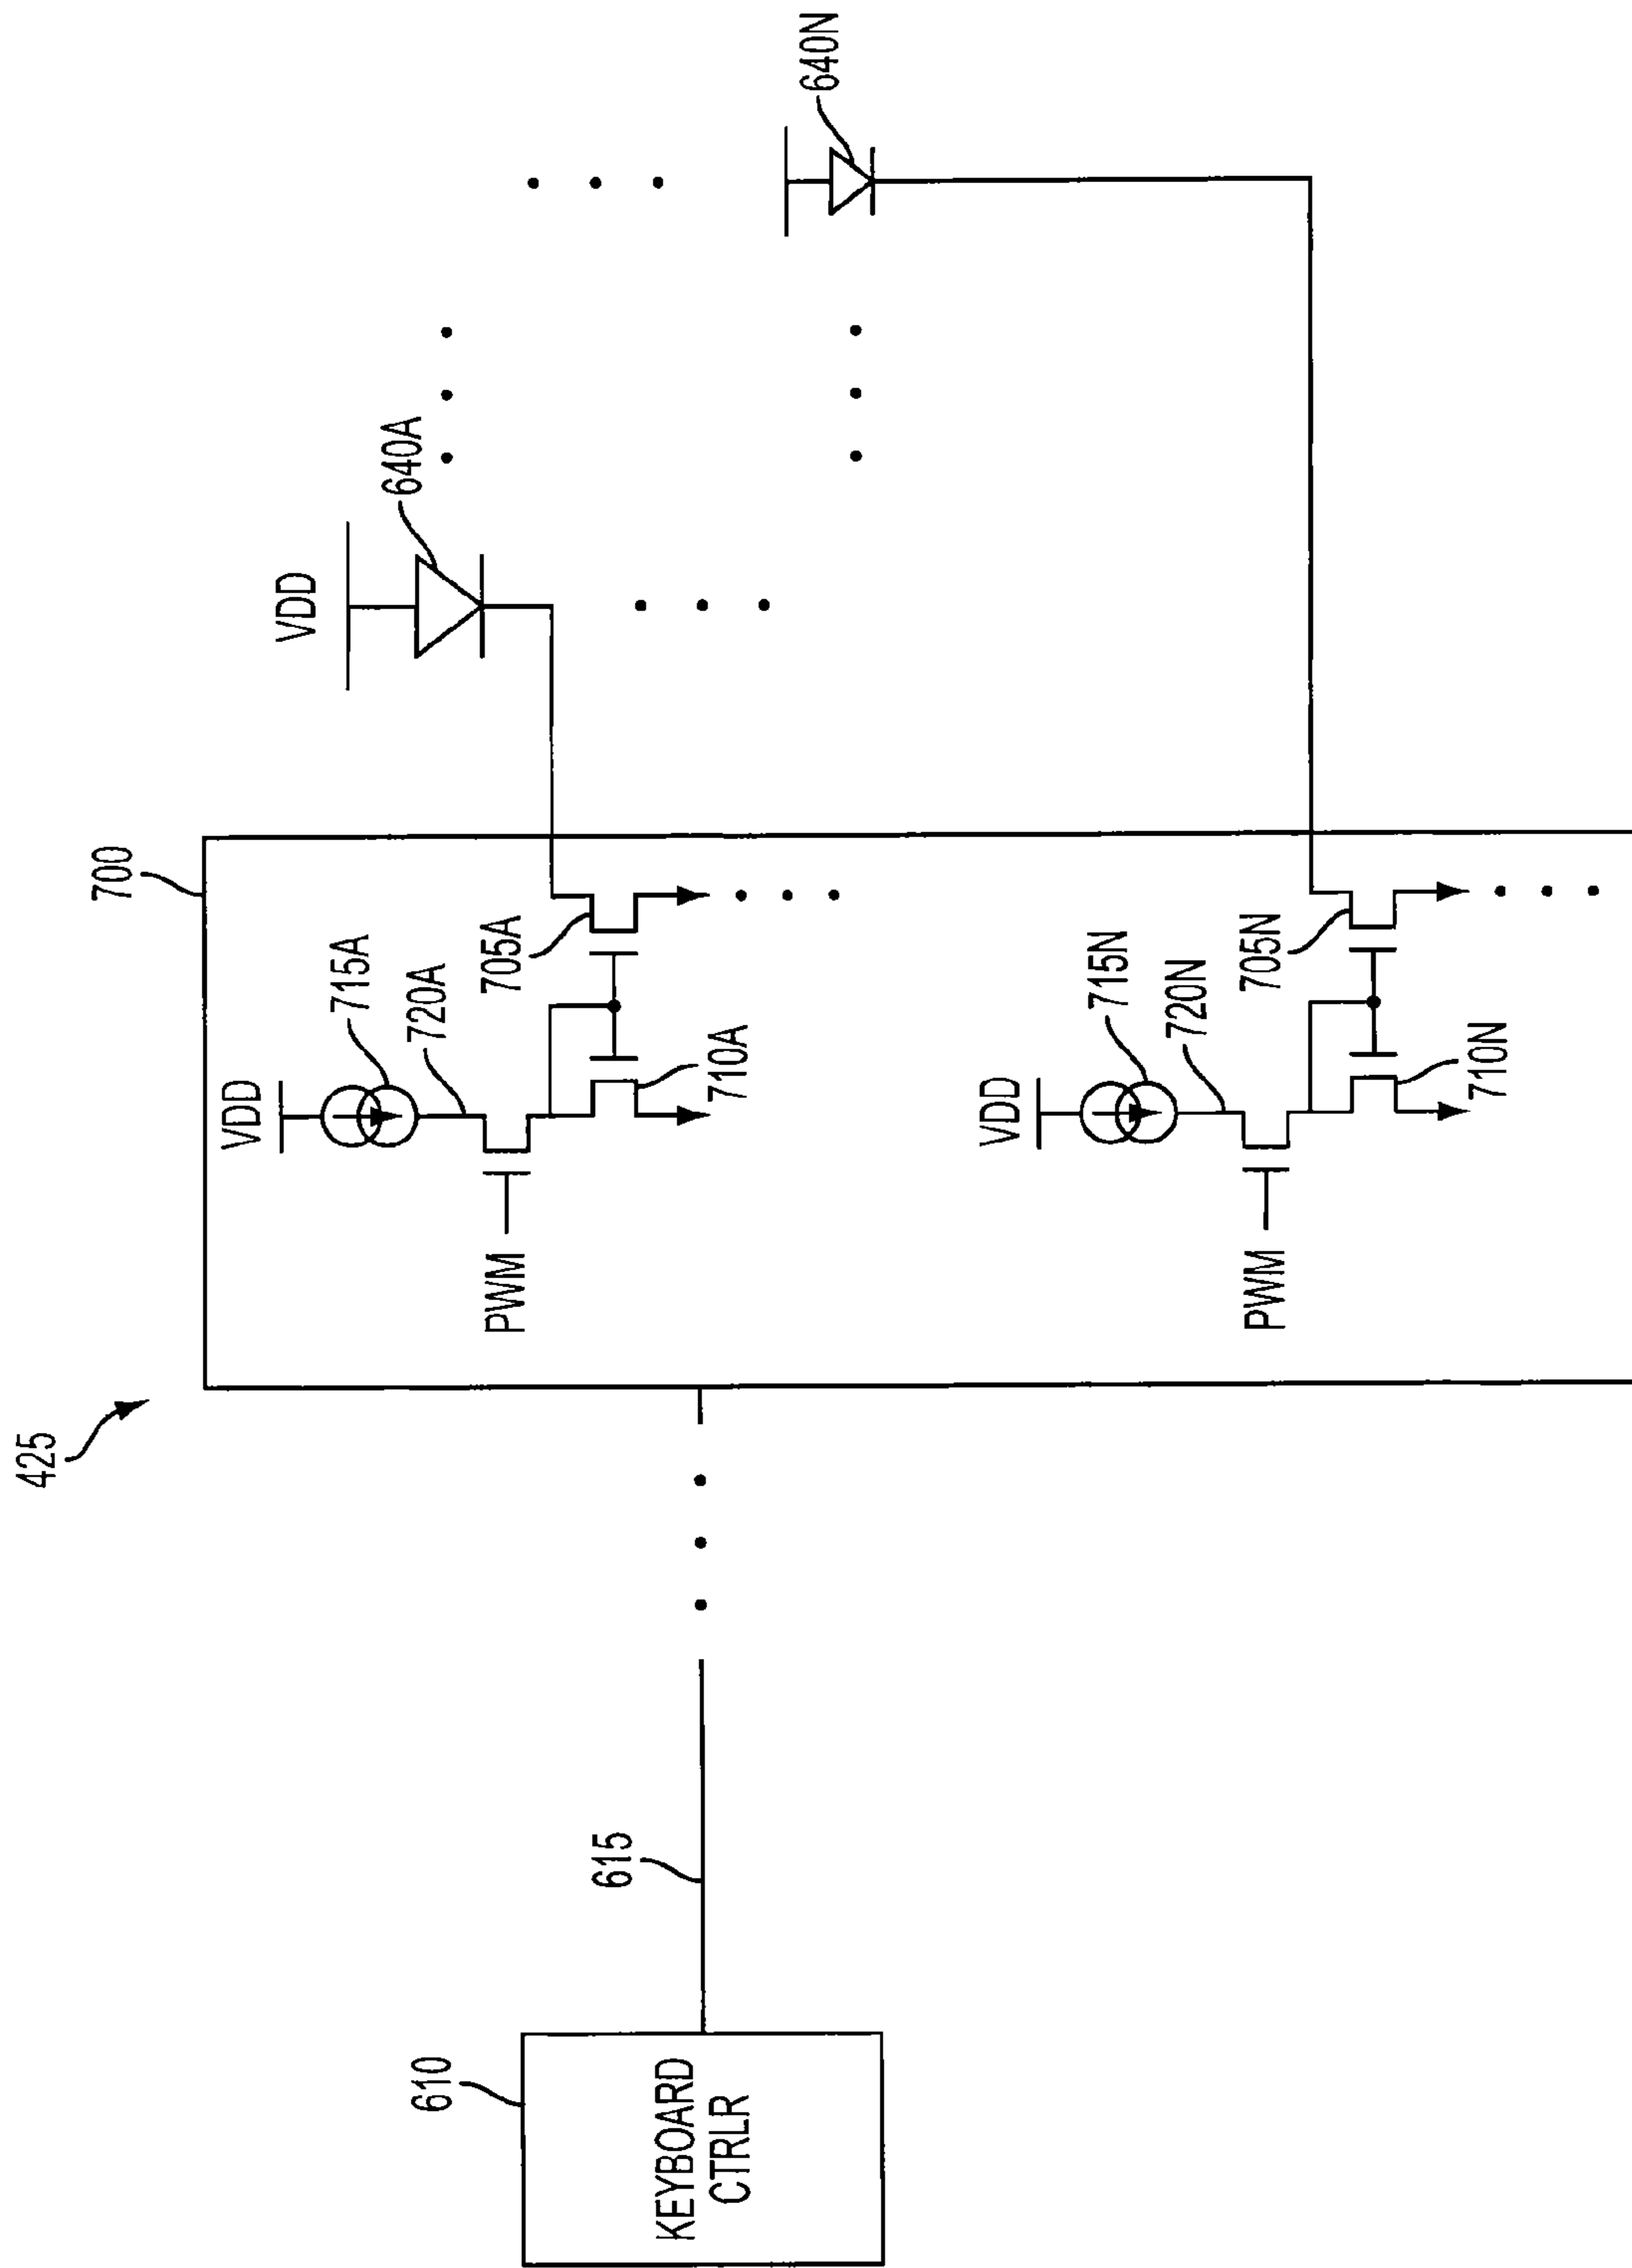 425
700
VDD
715A
720A
PWM
705A
710A
VDD
640A
640N
VDD
715N
720N
PWM
705N
710N
610
KEYBOARD
CTRLR
615